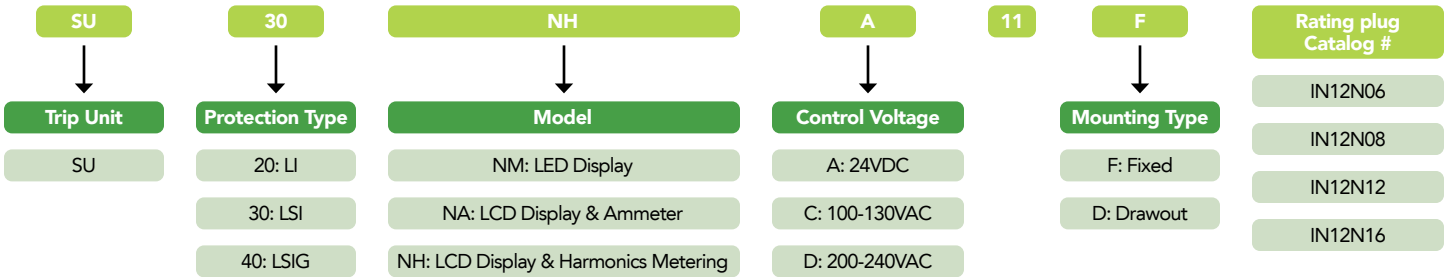 SU 30 NH A 11 F Rating plug
Catalog #
Trip Unit Protection Type Model Control Voltage Mounting Type IN12N06
SU 20: LI NM: LED Display A: 24VDC F: Fixed IN12N08
30: LSI NA: LCD Display & Ammeter C: 100-130VAC D: Drawout IN12N12
40: LSIG NH: LCD Display & Harmonics Metering D: 200-240VAC IN12N16